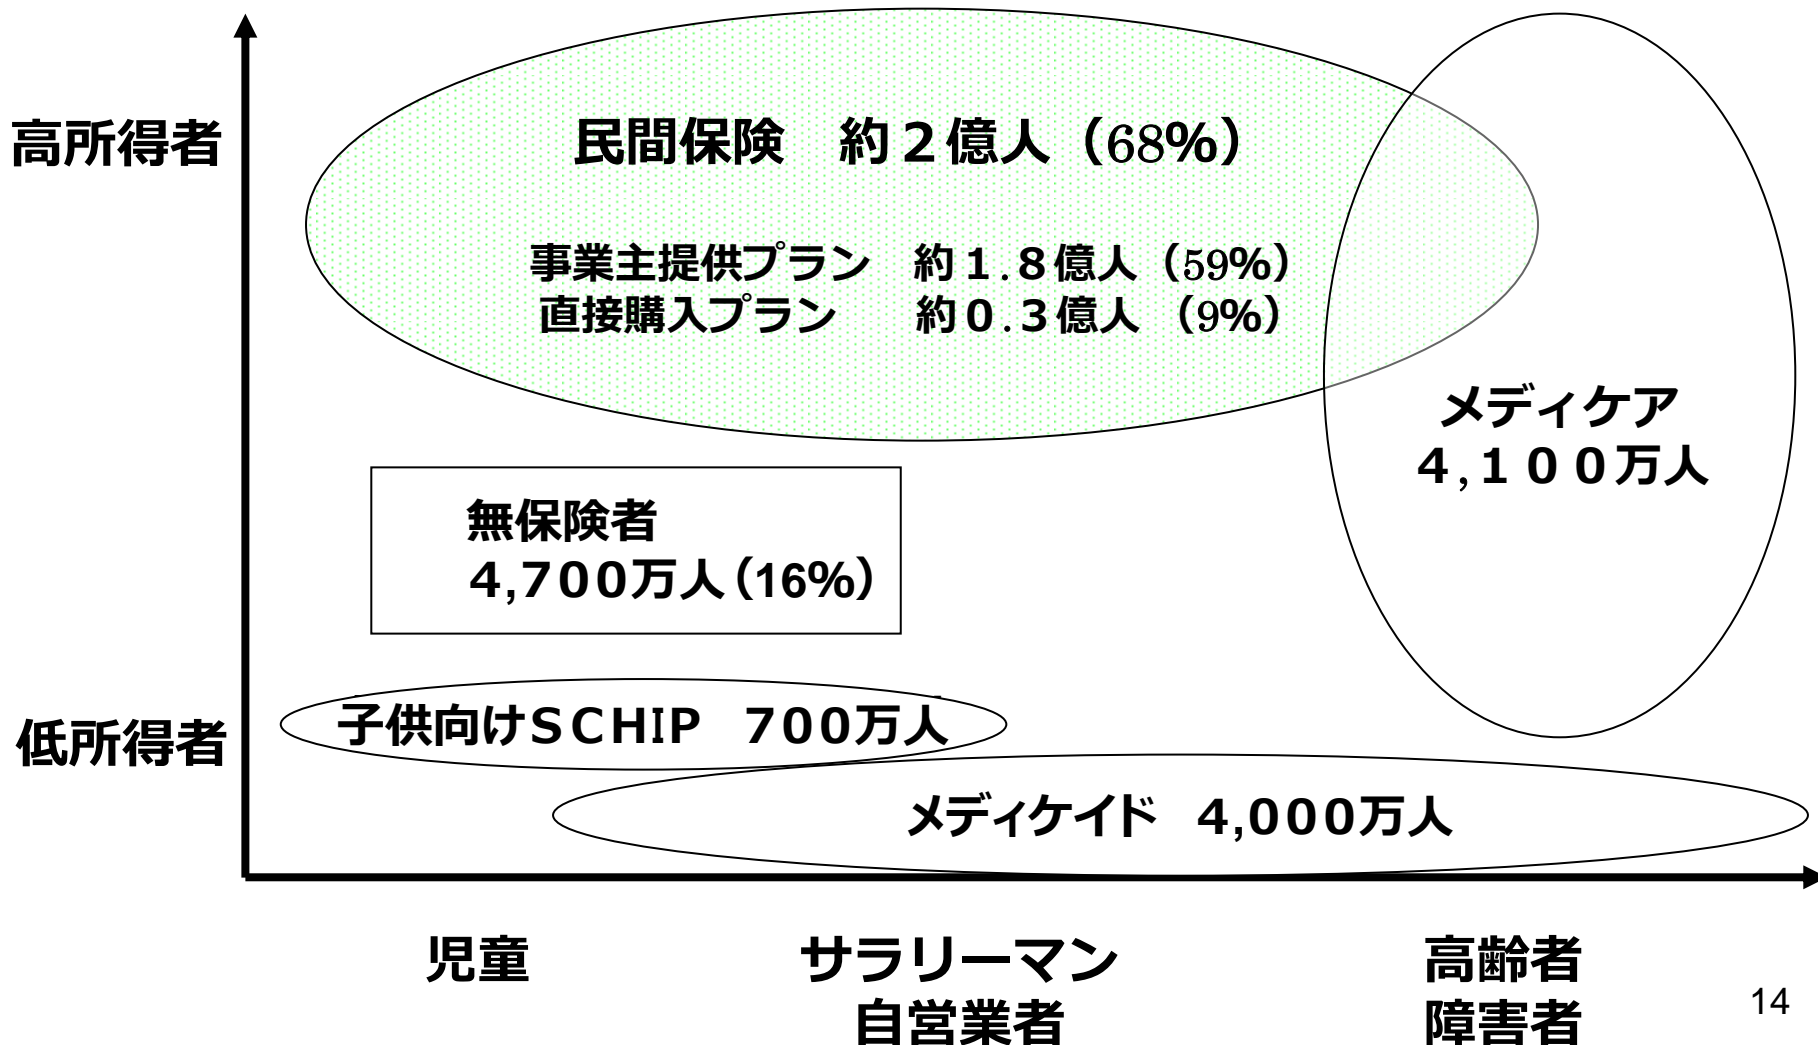 高所得者
民間保険　約２億人（68%）
事業主提供プラン　約１.８億人（59%）
直接購入プラン　　約０.３億人（9%）
メディケア
４,１００万人
無保険者
４,７００万人（16%）
低所得者
子供向けＳＣＨＩＰ　７００万人
メディケイド　４,０００万人
児童
サラリーマン
自営業者
高齢者
障害者
14